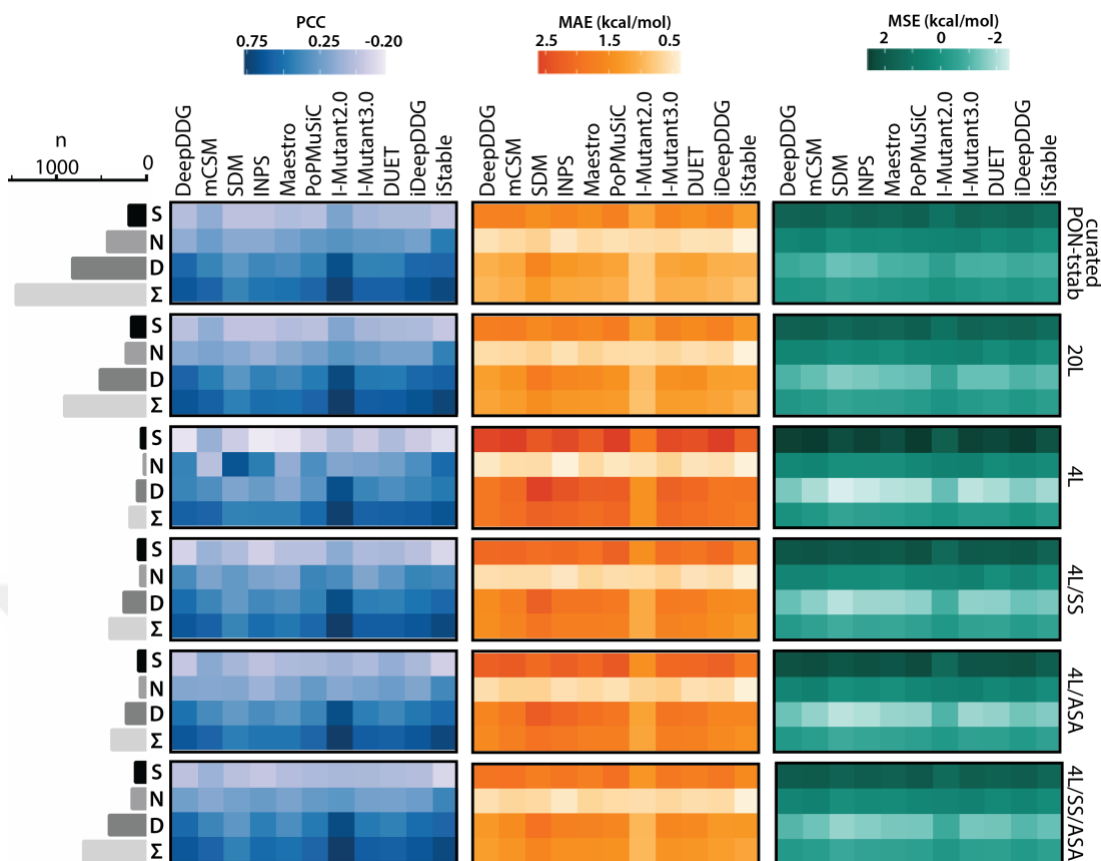 PCC
0.75 0.25 -0.20
MAE (kcal/mol)
2.5 1.5 0.5
MSE (kcal/mol)
2 0 -2
n
1000 0
DeepDDG
mCSM
SDM
INPS
Maestro
PoPMuSiC
I-Mutant2.0
I-Mutant3.0
DUET
iDeepDDG
iStable
DeepDDG
mCSM
SDM
INPS
Maestro
PoPMuSiC
I-Mutant2.0
I-Mutant3.0
DUET
iDeepDDG
iStable
DeepDDG
mCSM
SDM
INPS
Maestro
PoPMuSiC
I-Mutant2.0
I-Mutant3.0
DUET
iDeepDDG
iStable
S
N
D
Σ
curated
PON-tstab
S
N
D
Σ
20L
S
N
D
Σ
4L
S
N
D
Σ
4L/SS
S
N
D
Σ
4L/ASA
S
N
D
Σ
4L/SS/ASA